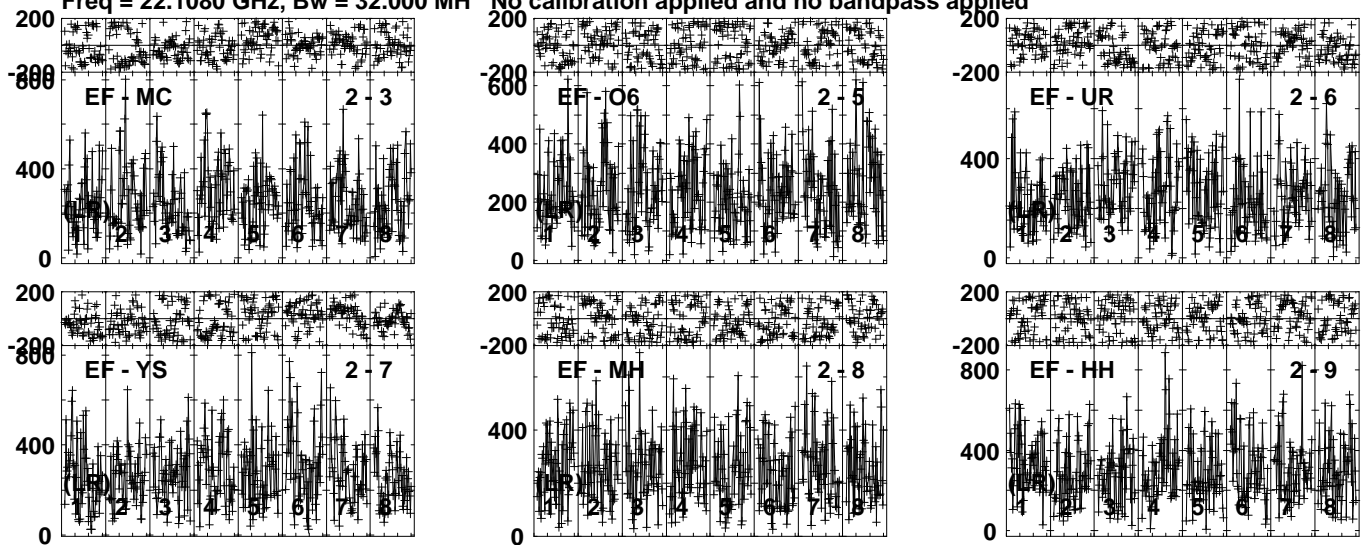 Freq = 22.1080 GHz, Bw = 32.000 MH No calibration applied and no bandpass applied
200
-200
800
400
0
EF - MC 2 - 3
(LR)
1 2 3 4 5 6 7 8
200
-200
600
400
200
0
EF - O6 2 - 5
(LR)
1 2 3 4 5 6 7 8
200
-200
400
0
EF - UR 2 - 6
(LR)
1 2 3 4 5 6 7 8
200
-200
800
400
0
EF - YS 2 - 7
(LR)
1 2 3 4 5 6 7 8
200
-200
400
200
0
EF - MH 2 - 8
(LR)
1 2 3 4 5 6 7 8
200
-200
800
400
0
EF - HH 2 - 9
(LR)
1 2 3 4 5 6 7 8